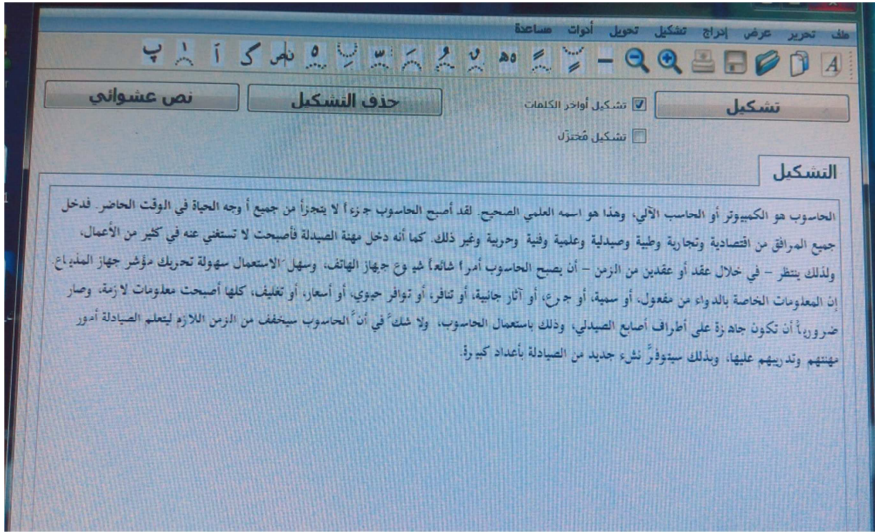 ملف تحرير عرض إدراج تشكيل تحويل أدوات مساعدة
تشكيل
تشكيل أواخر الكلمات
حذف التشكيل
نص عشوائي
تشكيل مُختزَل
التشكيل
الحاسوب هو الكمبيوتر أو الحاسب الآلي، وهذا هو اسمه العلمي الصحيح. لقد أصبح الحاسوب جزءاً لا يتجزأ من جميع أوجه الحياة في الوقت الحاضر. فدخل
جميع المرافق من اقتصادية وتجارية وطبية وصيدلية وعلمية وفنية وحربية وغير ذلك. كما أنه دخل مهنة الصيدلة فأصبحت لا تستغني عنه في كثير من الأعمال،
ولذلك ينتظر – في خلال عقد أو عقدين من الزمن – أن يصبح الحاسوب أمراً شائعاً شيوع جهاز الهاتف، وسهل الاستعمال سهولة تحريك مؤشر جهاز المذياع
إن المعلومات الخاصة بالدواء من مفعول، أو سمية، أو جرع، أو آثار جانبية، أو تنافر، أو توافر حيوي، أو أسعار، أو تغليف، كلها أصبحت معلومات لازمة، وصار
ضرورياً أن تكون جاهزة على أطراف أصابع الصيدلي، وذلك باستعمال الحاسوب، ولا شكَّ في أنَّ الحاسوب سيخفف من الزمن اللازم ليتعلم الصيادلة أمور
مهنتهم وتدريبهم عليها، وبذلك سيتوفَّر نشء جديد من الصيادلة بأعداد كبيرة.